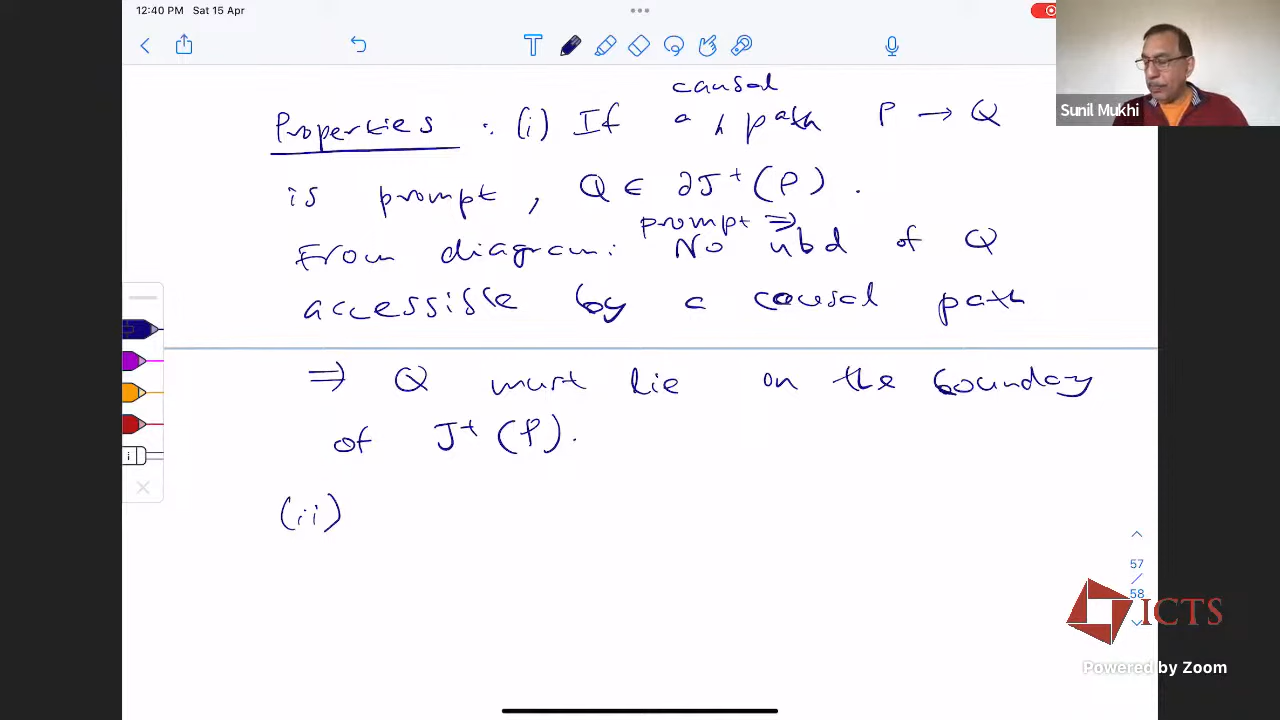 12:40 PM Sat 15 Apr
Sunil Mukhi
causal
Properties : (i) If a path P → Q
is prompt, Q ∈ ∂J⁺(P).
prompt ⇒
From diagram: No nbd of Q
accessible by a causal path
⇒ Q must lie on the boundary
of J⁺(P).
(ii)
57
/
58
ICTS
Powered by Zoom